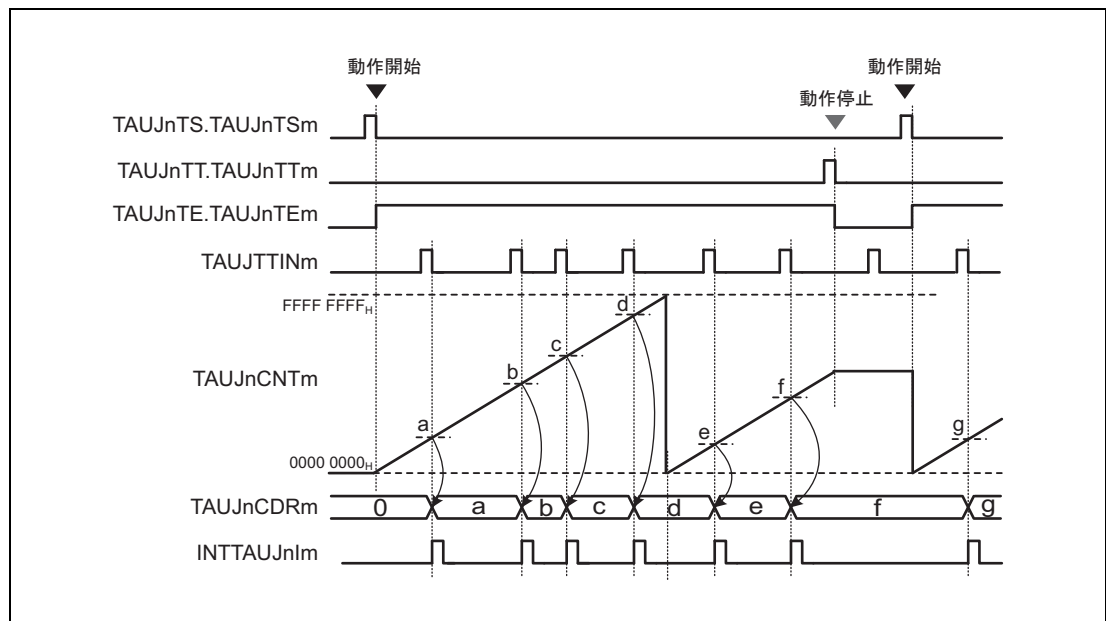 動作開始
動作開始
動作停止
TAUJnTS.TAUJnTSm
TAUJnTT.TAUJnTTm
TAUJnTE.TAUJnTEm
TAUJTTINm
FFFF FFFFH
d
c
TAUJnCNTm
b
f
a
e
g
0000 0000H
TAUJnCDRm 0 a b c d e f g
INTTAUJnIm